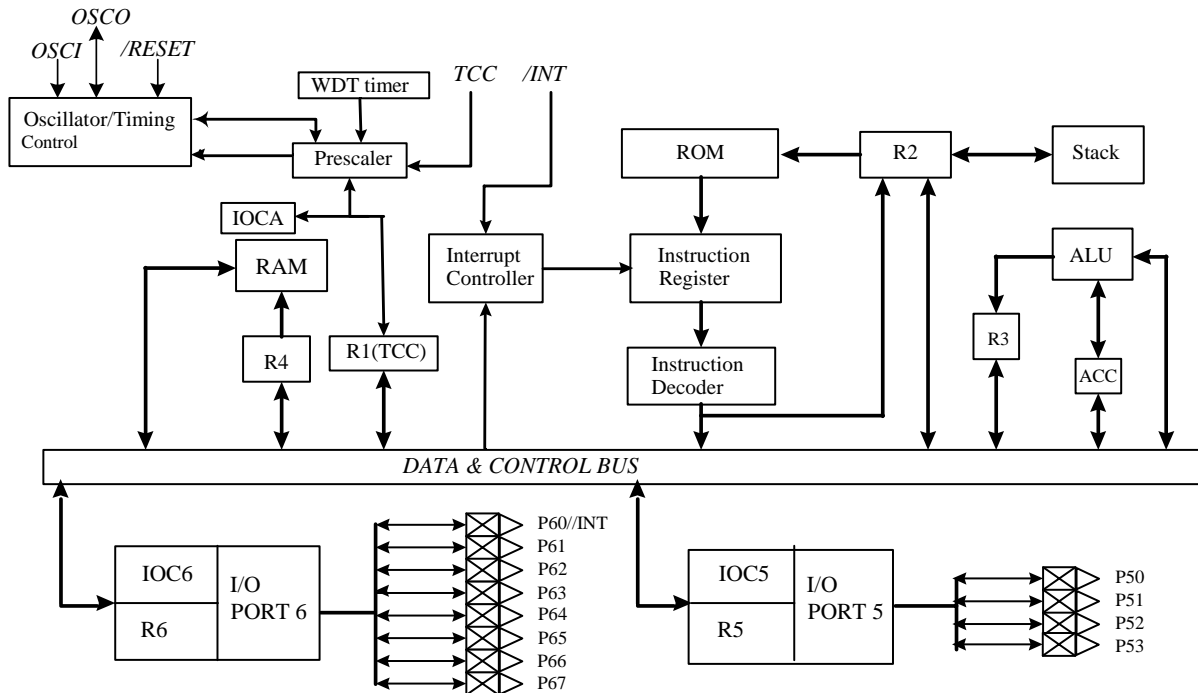 OSCO
OSCI
/RESET
TCC
/INT
WDT timer
Oscillator/Timing
Control
Prescaler
ROM
R2
Stack
IOCA
RAM
Interrupt
Controller
Instruction
Register
ALU
R4
R1(TCC)
Instruction
Decoder
R3
ACC
DATA & CONTROL BUS
IOC6
R6
I/O
PORT 6
P60//INT
P61
P62
P63
P64
P65
P66
P67
IOC5
R5
I/O
PORT 5
P50
P51
P52
P53